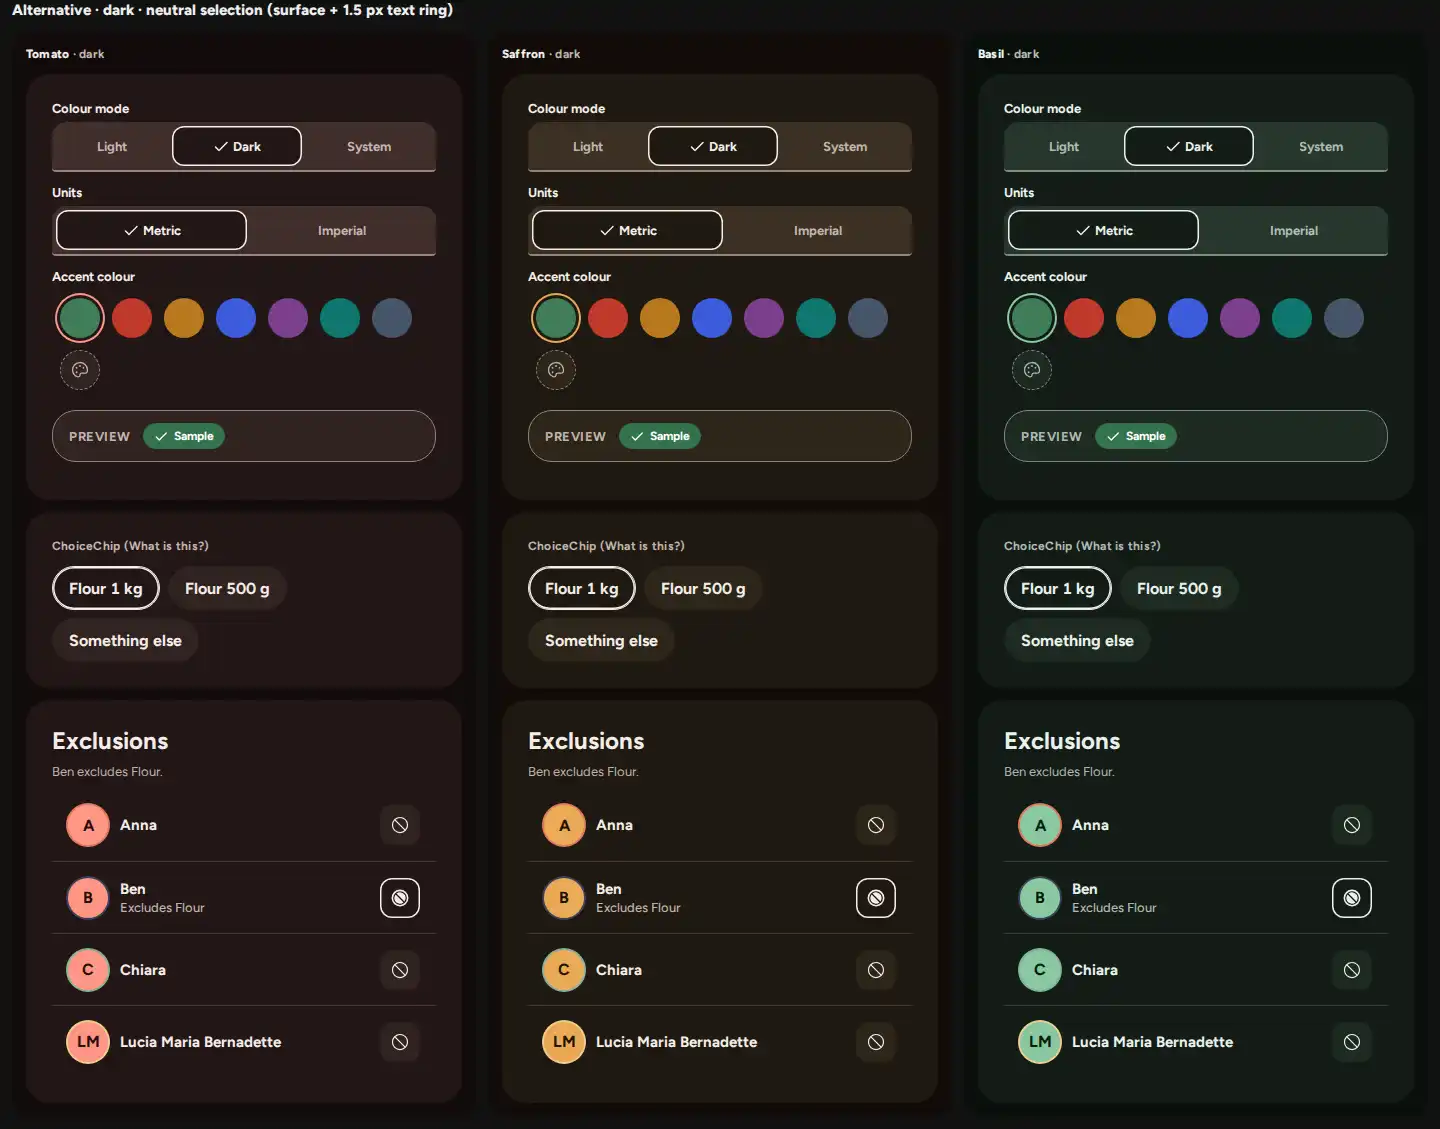 Alternative · dark · neutral selection (surface + 1.5 px text ring)
Tomato · dark
Colour mode
Light
Dark
System
Units
Metric
Imperial
Accent colour
PREVIEW
Sample
ChoiceChip (What is this?)
Flour 1 kg
Flour 500 g
Something else
Exclusions
Ben excludes Flour.
A
Anna
B
Ben
Excludes Flour
C
Chiara
LM
Lucia Maria Bernadette
Saffron · dark
Colour mode
Light
Dark
System
Units
Metric
Imperial
Accent colour
PREVIEW
Sample
ChoiceChip (What is this?)
Flour 1 kg
Flour 500 g
Something else
Exclusions
Ben excludes Flour.
A
Anna
B
Ben
Excludes Flour
C
Chiara
LM
Lucia Maria Bernadette
Basil · dark
Colour mode
Light
Dark
System
Units
Metric
Imperial
Accent colour
PREVIEW
Sample
ChoiceChip (What is this?)
Flour 1 kg
Flour 500 g
Something else
Exclusions
Ben excludes Flour.
A
Anna
B
Ben
Excludes Flour
C
Chiara
LM
Lucia Maria Bernadette